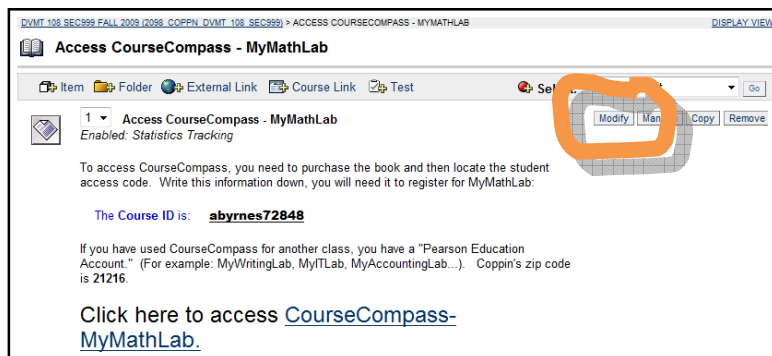 DVMT 108 SEC999 FALL 2009 (2098_COPPN_DVMT_108_SEC999) > ACCESS COURSECOMPASS - MYMATHLAB DISPLAY VIEW
Access CourseCompass - MyMathLab
Item Folder External Link Course Link Test Go
1 Access CourseCompass - MyMathLab Modify Copy Remove
Enabled: Statistics Tracking
To access CourseCompass, you need to purchase the book and then locate the student
access code. Write this information down, you will need it to register for MyMathLab:
The Course ID is: abyrnes72848
If you have used CourseCompass for another class, you have a "Pearson Education
Account." (For example: MyWritingLab, MyITLab, MyAccountingLab...). Coppin's zip code
is 21216.
Click here to access CourseCompass-
MyMathLab.